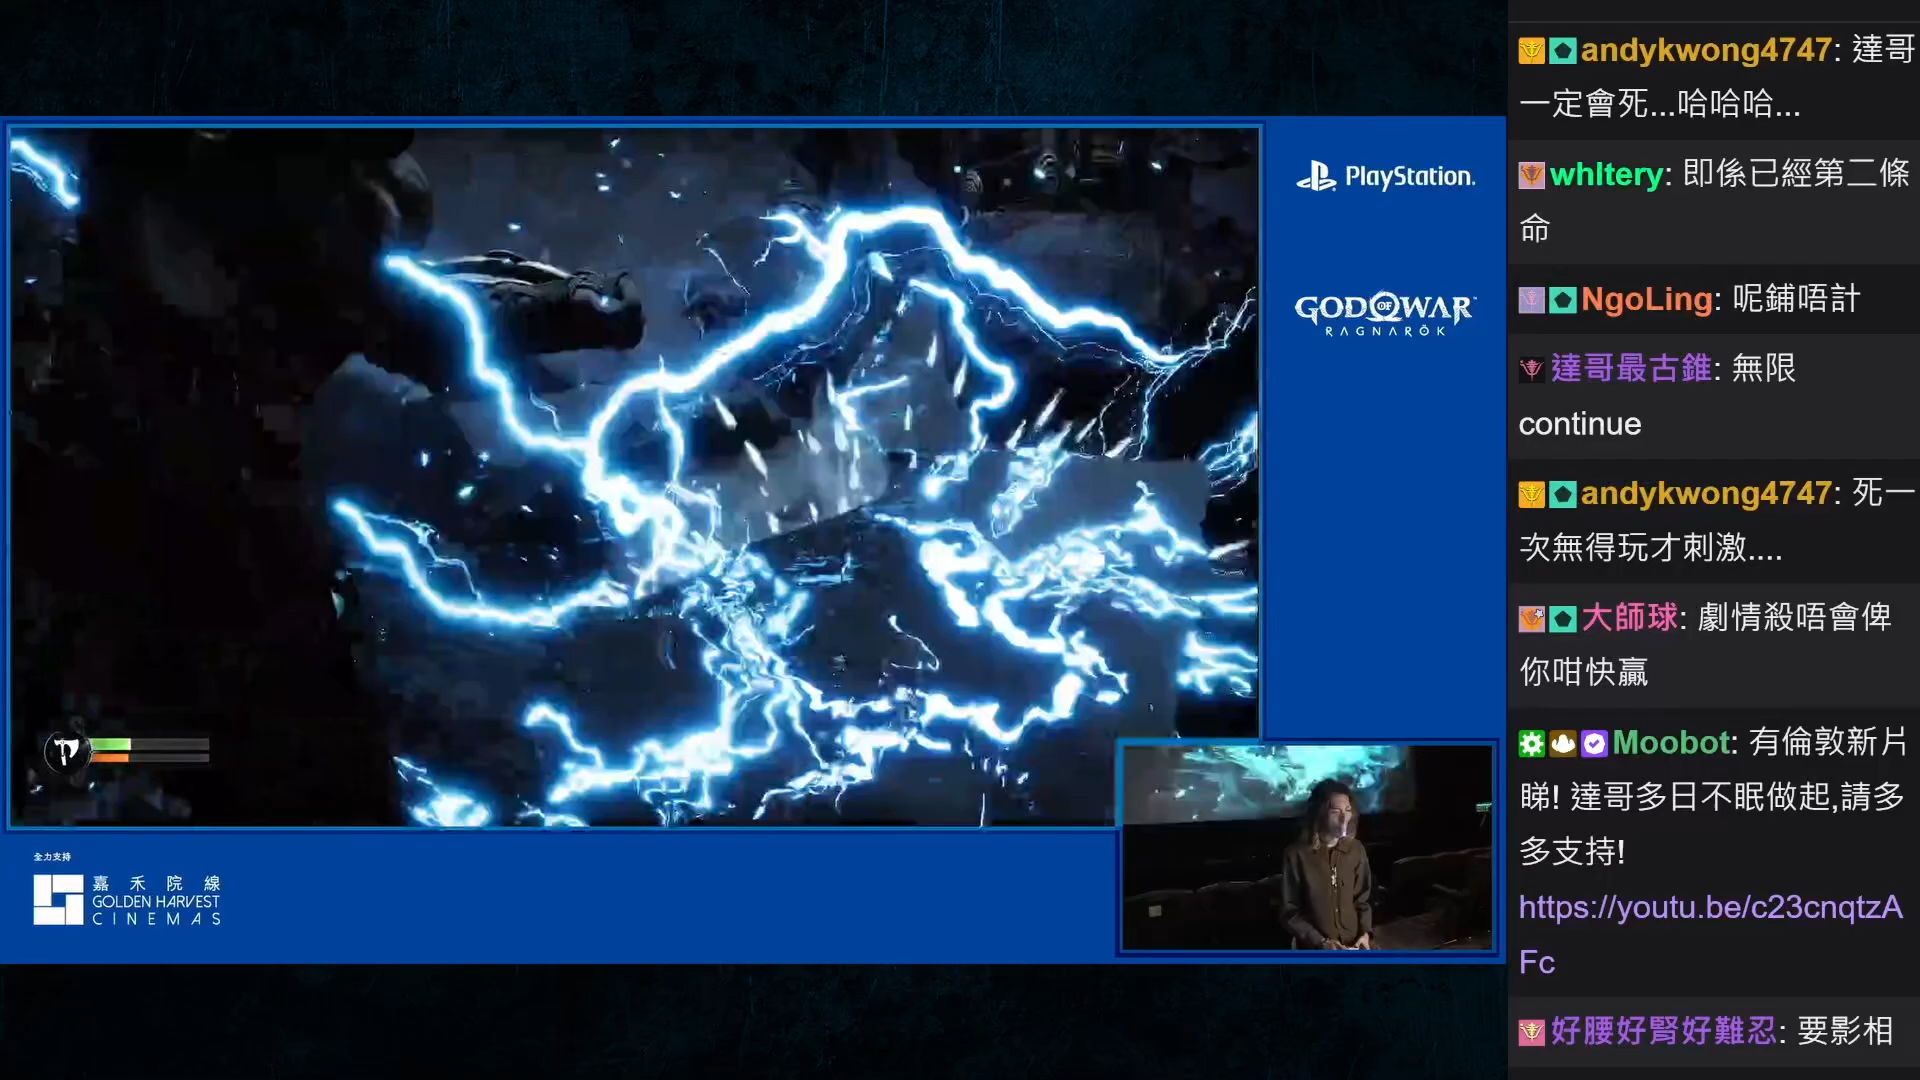 PlayStation.
GOD OF WAR
RAGNARÖK
全力支持
嘉禾院線
GOLDEN HARVEST
CINEMAS
andykwong4747: 達哥
一定會死...哈哈哈...
whltery: 即係已經第二條
命
NgoLing: 呢鋪唔計
達哥最古錐: 無限
continue
andykwong4747: 死一
次無得玩才刺激....
大師球: 劇情殺唔會俾
你咁快贏
Moobot: 有倫敦新片
睇! 達哥多日不眠做起,請多
多支持!
https://youtu.be/c23cnqtzA
Fc
好腰好腎好難忍: 要影相